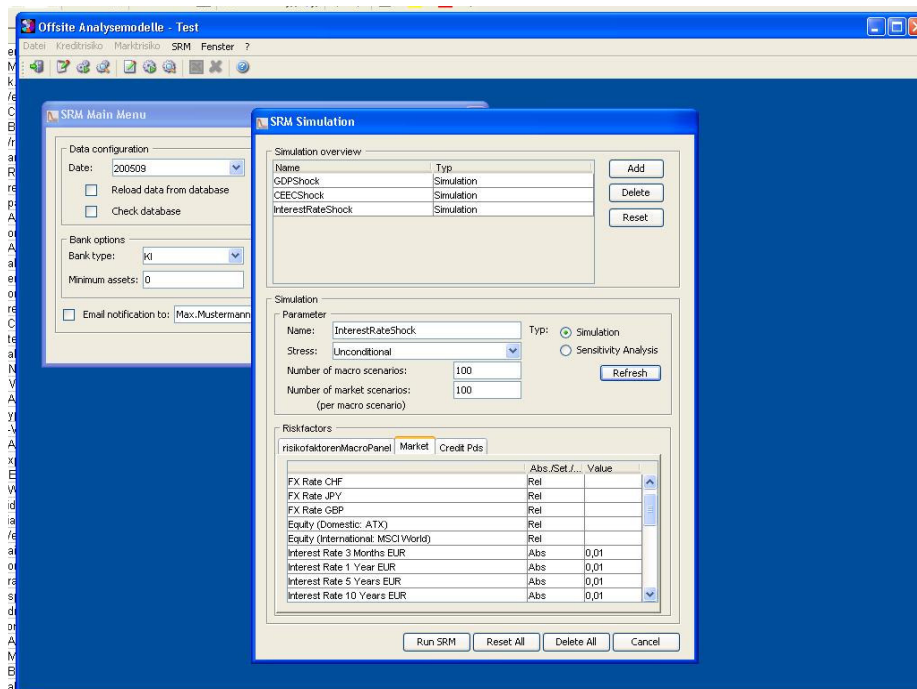 Offsite Analysemodelle - Test
Datei Kreditrisiko Marktrisiko SRM Fenster ?
SRM Main Menu
Data configuration
Date: 200509
Reload data from database
Check database
Bank options
Bank type: KI
Minimum assets: 0
Email notification to: Max.Mustermann
SRM Simulation
Simulation overview
Name Typ
GDPShock Simulation
CEECShock Simulation
InterestRateShock Simulation
Add
Delete
Reset
Simulation
Parameter
Name: InterestRateShock Typ: Simulation
Stress: Unconditional Sensitivity Analysis
Number of macro scenarios: 100 Refresh
Number of market scenarios: 100
(per macro scenario)
Riskfactors
risikofaktorenMacroPanel Market Credit Pds
Abs./Set./... Value
FX Rate CHF Rel
FX Rate JPY Rel
FX Rate GBP Rel
Equity (Domestic: ATX) Rel
Equity (International: MSCI World) Rel
Interest Rate 3 Months EUR Abs 0,01
Interest Rate 1 Year EUR Abs 0,01
Interest Rate 5 Years EUR Abs 0,01
Interest Rate 10 Years EUR Abs 0,01
Run SRM Reset All Delete All Cancel